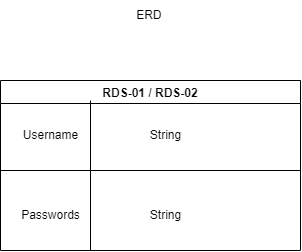 ERD
RDS-01 / RDS-02
Username String
Passwords String